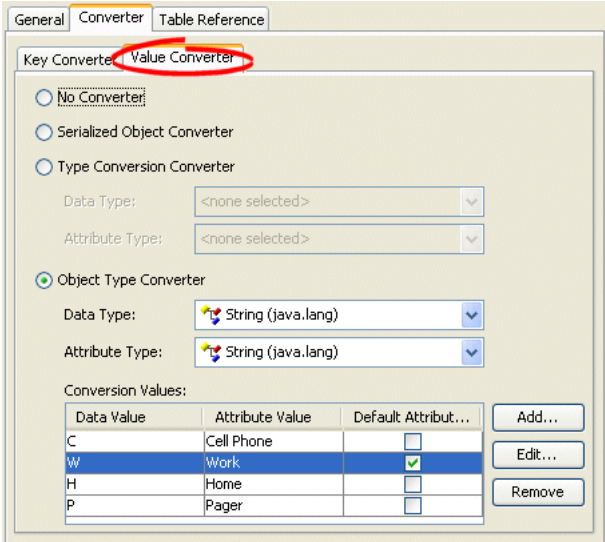 General Converter Table Reference
Key Converte Value Converter
No Converter
Serialized Object Converter
Type Conversion Converter
Data Type: <none selected>
Attribute Type: <none selected>
Object Type Converter
Data Type: String (java.lang)
Attribute Type: String (java.lang)
Conversion Values:
Data Value Attribute Value Default Attribut... Add...
C Cell Phone
W Work Edit...
H Home
P Pager Remove